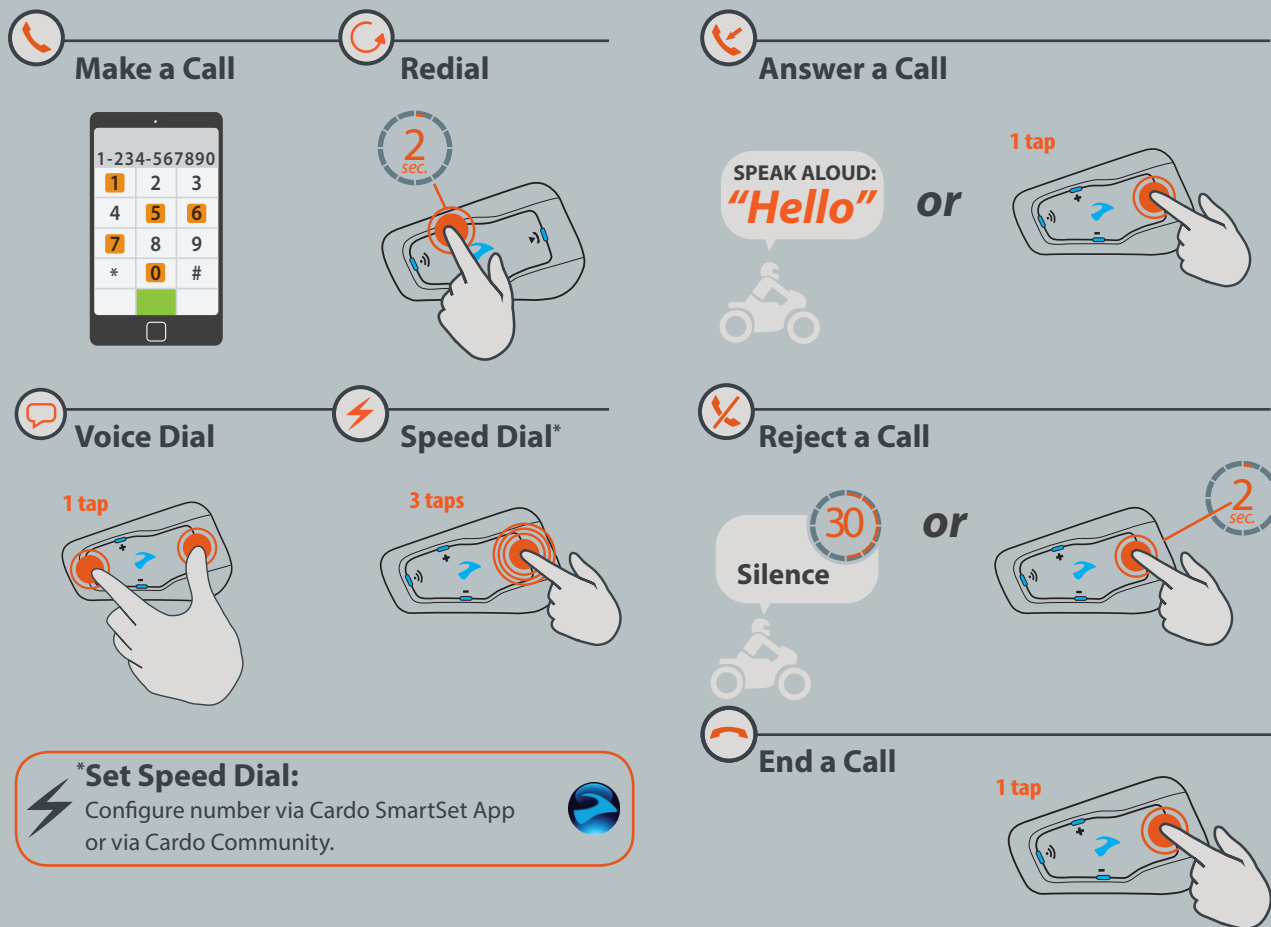 Make a Call
1-234-567890
1 2 3
4 5 6
7 8 9
* 0 #
Redial
2
sec.
Answer a Call
SPEAK ALOUD:
“Hello”
or
1 tap
+
-
Voice Dial
1 tap
+
-
Speed Dial*
3 taps
+
-
Reject a Call
30
Silence
or
2
sec.
+
-
*Set Speed Dial:
Configure number via Cardo SmartSet App
or via Cardo Community.
End a Call
1 tap
+
-